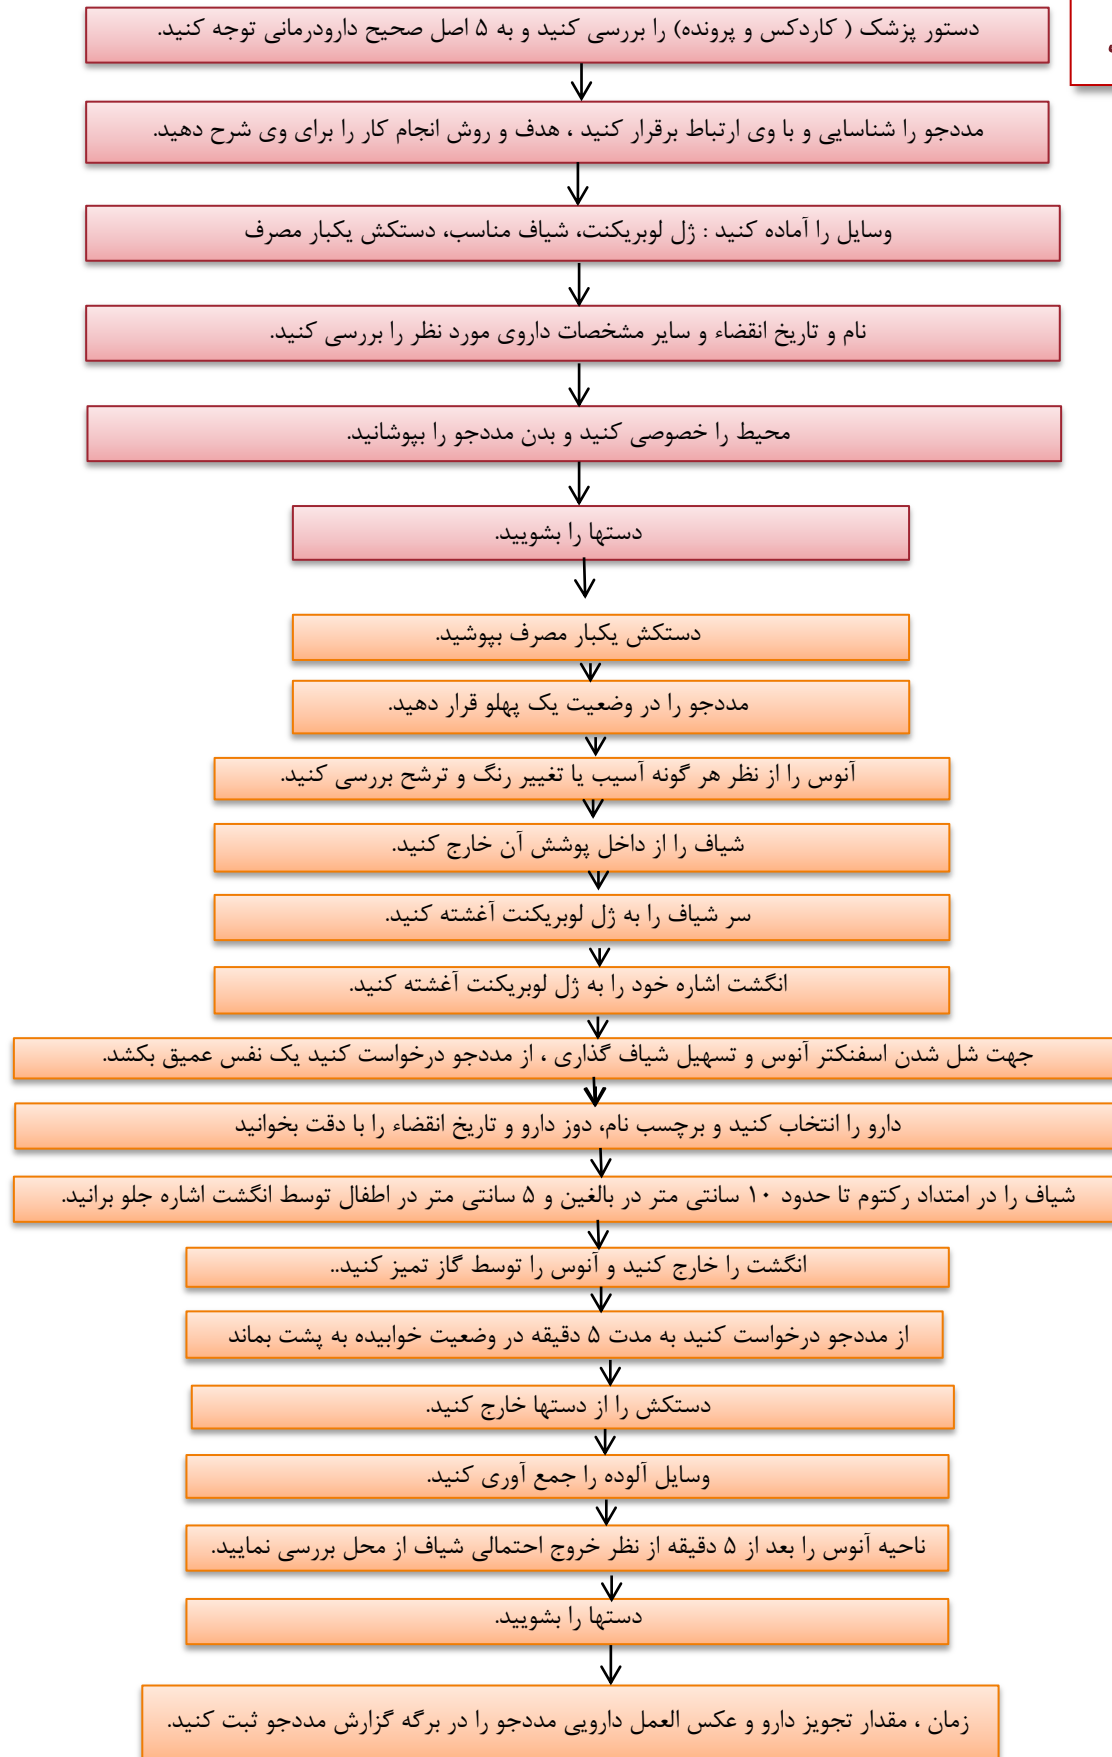 دستور پزشک ( کاردکس و پرونده) را بررسی کنید و به ۵ اصل صحیح دارودرمانی توجه کنید.
مددجو را شناسایی و با وی ارتباط برقرار کنید ، هدف و روش انجام کار را برای وی شرح دهید.
وسایل را آماده کنید : ژل لوبریکنت، شیاف مناسب، دستکش یکبار مصرف
نام و تاریخ انقضاء و سایر مشخصات داروی مورد نظر را بررسی کنید.
محیط را خصوصی کنید و بدن مددجو را بپوشانید.
دستها را بشویید.
دستکش یکبار مصرف بپوشید.
مددجو را در وضعیت یک پهلو قرار دهید.
آنوس را از نظر هر گونه آسیب یا تغییر رنگ و ترشح بررسی کنید.
شیاف را از داخل پوشش آن خارج کنید.
سر شیاف را به ژل لوبریکنت آغشته کنید.
انگشت اشاره خود را به ژل لوبریکنت آغشته کنید.
جهت شل شدن اسفنکتر آنوس و تسهیل شیاف گذاری ، از مددجو درخواست کنید یک نفس عمیق بکشد.
دارو را انتخاب کنید و برچسب نام، دوز دارو و تاریخ انقضاء را با دقت بخوانید
شیاف را در امتداد رکتوم تا حدود ۱۰ سانتی متر در بالغین و ۵ سانتی متر در اطفال توسط انگشت اشاره جلو برانید.
انگشت را خارج کنید و آنوس را توسط گاز تمیز کنید..
از مددجو درخواست کنید به مدت ۵ دقیقه در وضعیت خوابیده به پشت بماند
دستکش را از دستها خارج کنید.
وسایل آلوده را جمع آوری کنید.
ناحیه آنوس را بعد از ۵ دقیقه از نظر خروج احتمالی شیاف از محل بررسی نمایید.
دستها را بشویید.
زمان ، مقدار تجویز دارو و عکس العمل دارویی مددجو را در برگه گزارش مددجو ثبت کنید.